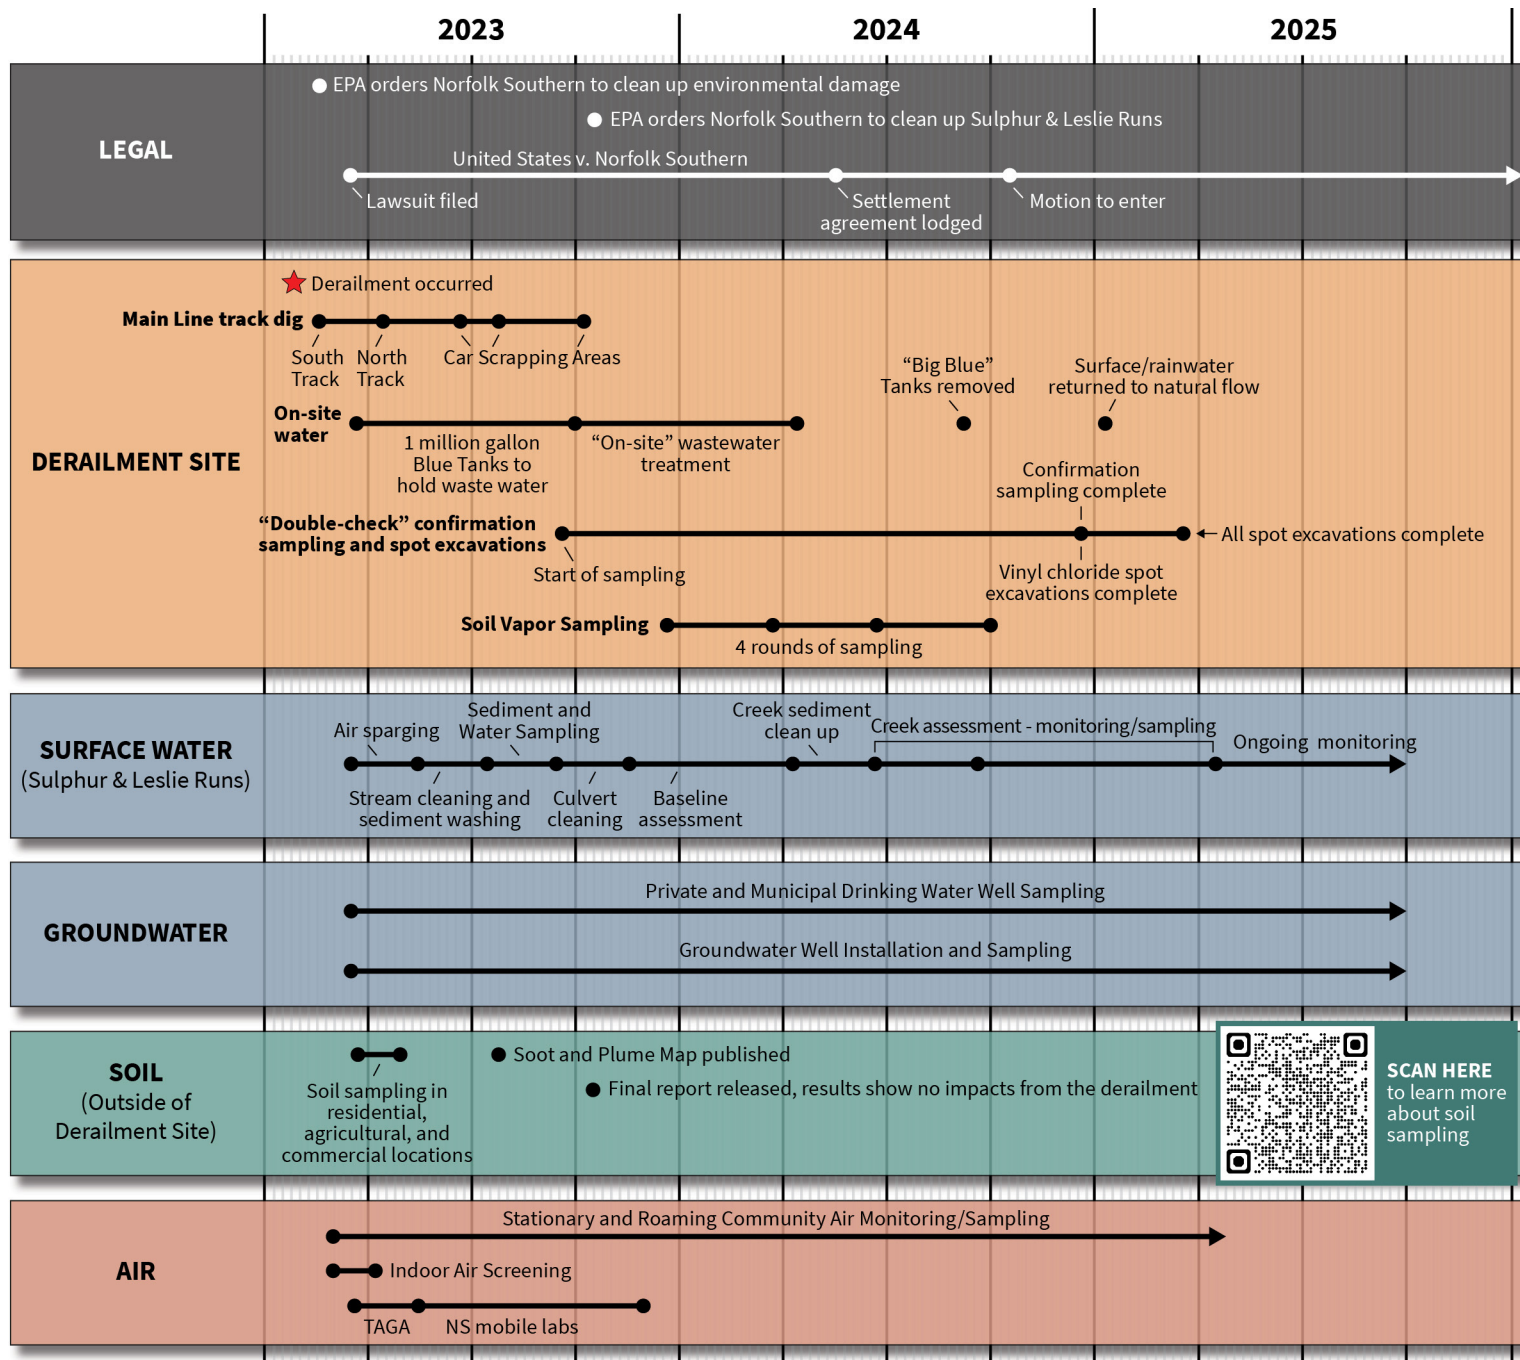 2023
2024
2025
LEGAL
EPA orders Norfolk Southern to clean up environmental damage
EPA orders Norfolk Southern to clean up Sulphur & Leslie Runs
United States v. Norfolk Southern
Lawsuit filed
Settlement
agreement lodged
Motion to enter
DERAILMENT SITE
Derailment occurred
Main Line track dig
South
Track
North
Track
Car Scrapping Areas
On-site
water
1 million gallon
Blue Tanks to
hold waste water
“On-site” wastewater
treatment
“Big Blue”
Tanks removed
Surface/rainwater
returned to natural flow
“Double-check” confirmation
sampling and spot excavations
Start of sampling
Confirmation
sampling complete
Vinyl chloride spot
excavations complete
All spot excavations complete
Soil Vapor Sampling
4 rounds of sampling
SURFACE WATER
(Sulphur & Leslie Runs)
Air sparging
Sediment and
Water Sampling
Creek sediment
clean up
Creek assessment - monitoring/sampling
Ongoing monitoring
Stream cleaning and
sediment washing
Culvert
cleaning
Baseline
assessment
GROUNDWATER
Private and Municipal Drinking Water Well Sampling
Groundwater Well Installation and Sampling
SOIL
(Outside of
Derailment Site)
Soil sampling in
residential,
agricultural, and
commercial locations
Soot and Plume Map published
Final report released, results show no impacts from the derailment
SCAN HERE
to learn more
about soil
sampling
AIR
Stationary and Roaming Community Air Monitoring/Sampling
Indoor Air Screening
TAGA
NS mobile labs